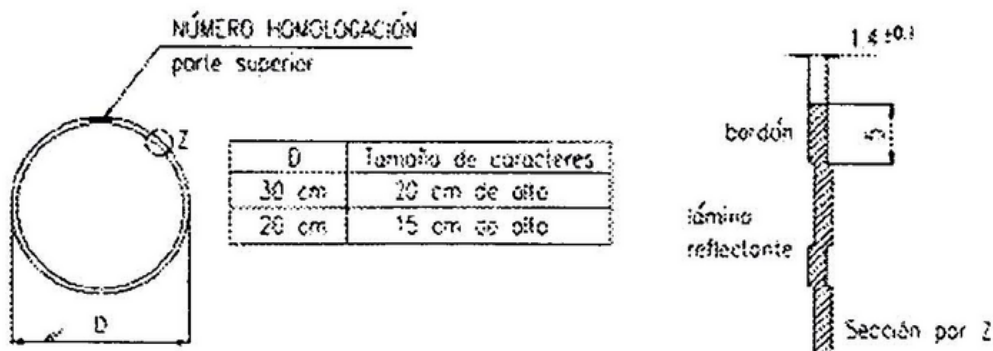 NÚMERO HOMOLOGACIÓN
parte superior
Z
D | Tamaño de caracteres
30 cm | 20 cm de alto
20 cm | 15 cm de alto
D
1.4 ±0.1
bordón
5
lámina
reflectante
Sección por Z